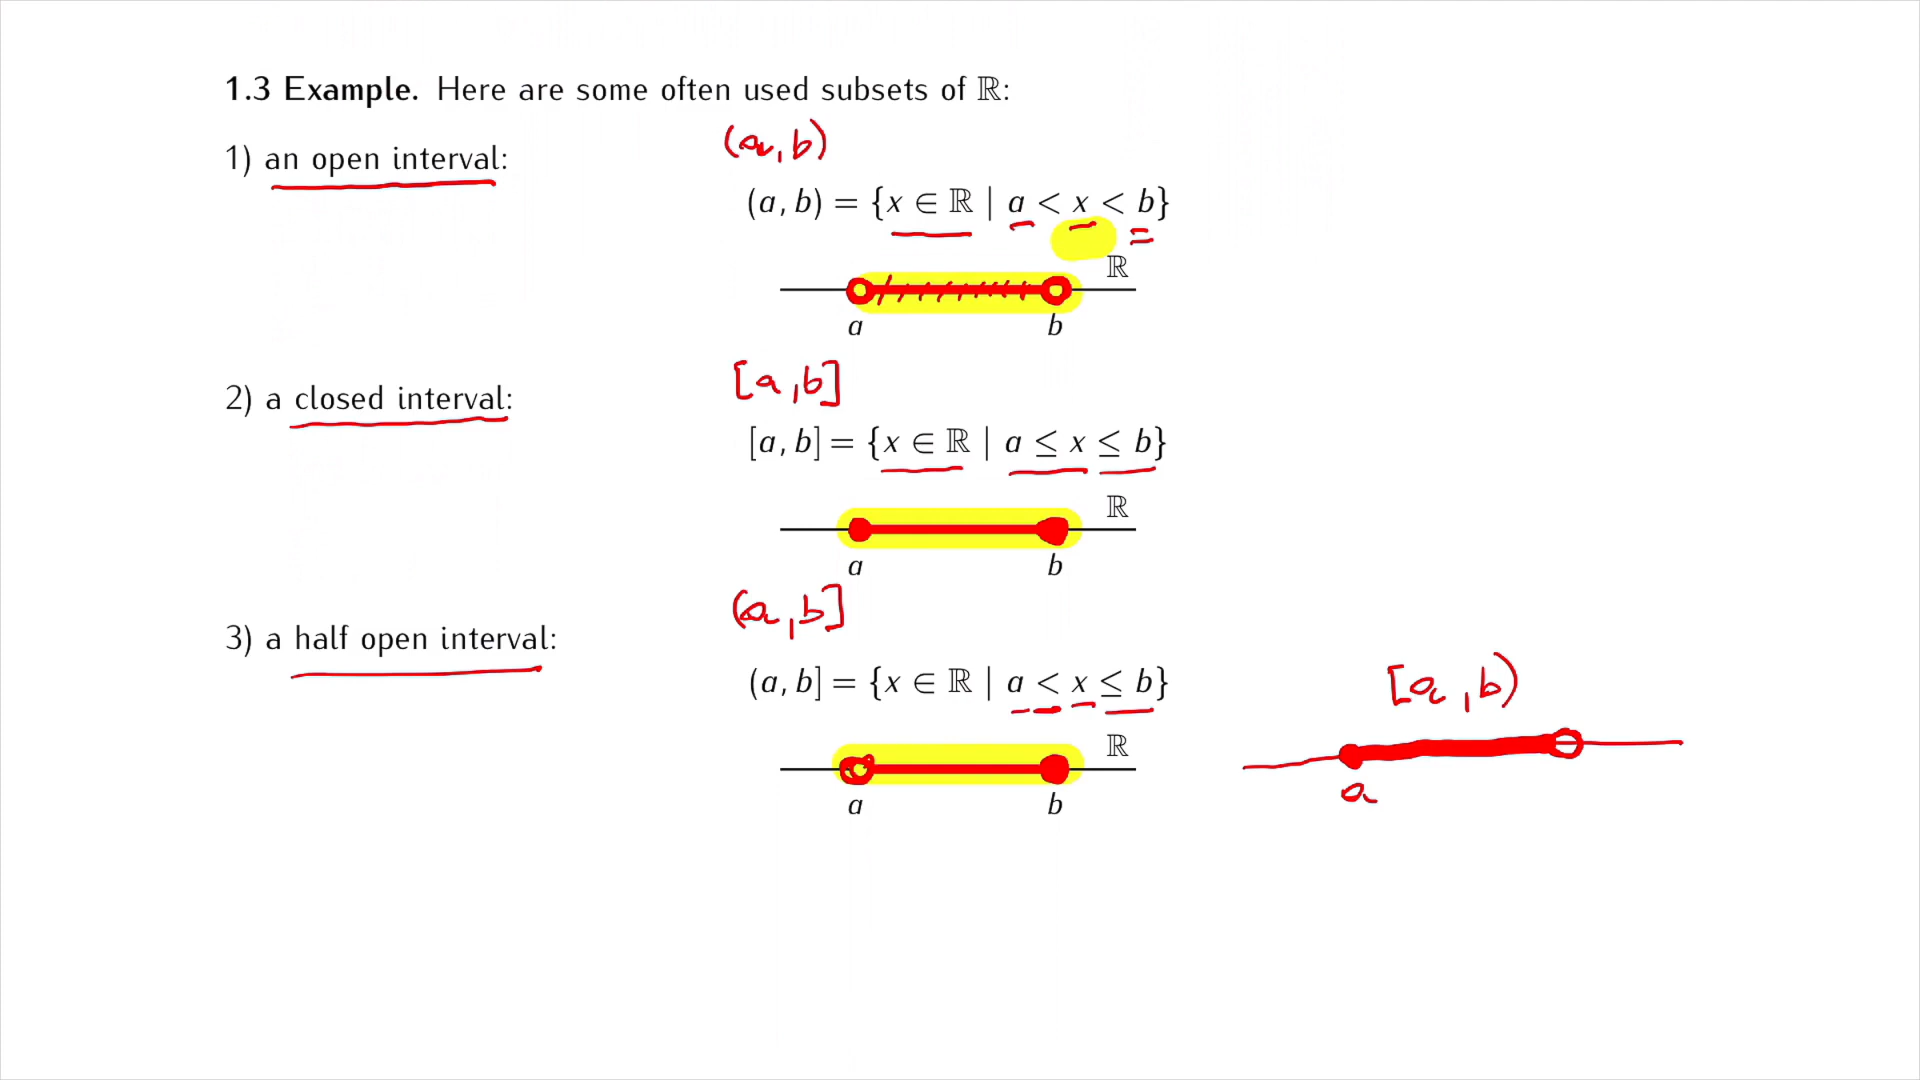 1.3 Example. Here are some often used subsets of ℝ:
(a, b)
1) an open interval:
(a, b) = {x ∈ ℝ | a < x < b}
ℝ
a b
[a, b]
2) a closed interval:
[a, b] = {x ∈ ℝ | a ≤ x ≤ b}
ℝ
a b
(a, b]
3) a half open interval:
(a, b] = {x ∈ ℝ | a < x ≤ b}
[a, b)
ℝ
a b
a